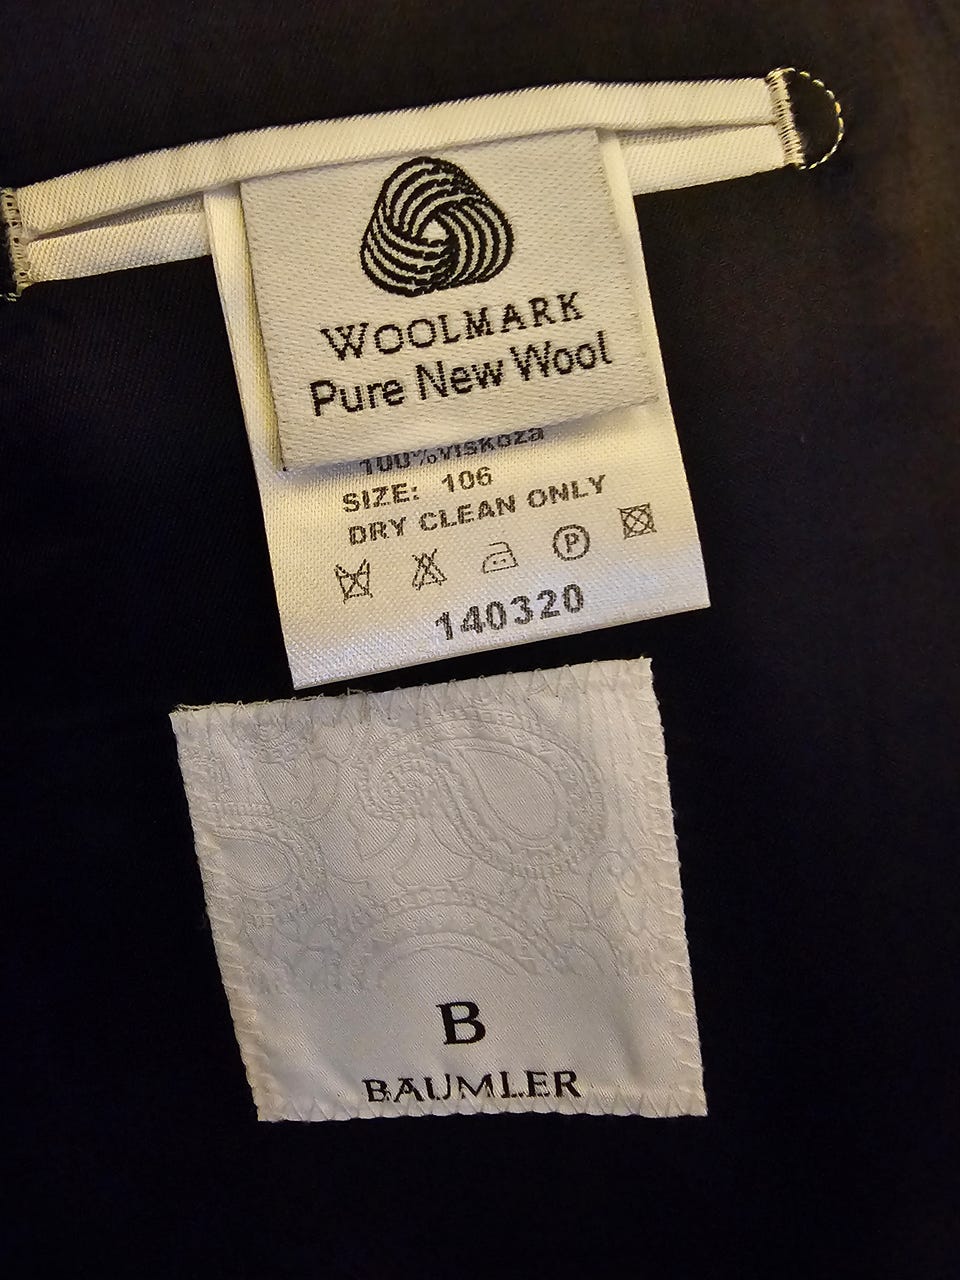 WOOLMARK
Pure New Wool
100%viskoza
SIZE: 106
DRY CLEAN ONLY
P
140320
B
BAUMLER